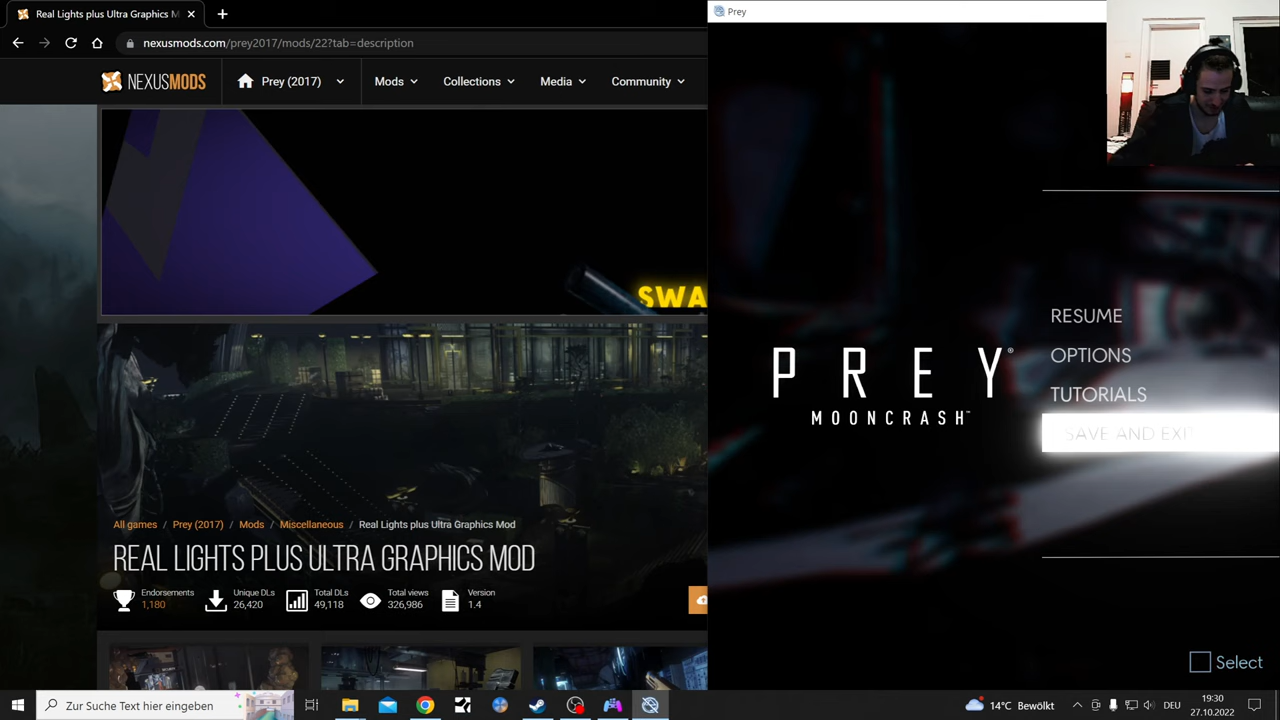 Real Lights plus Ultra Graphics M
nexusmods.com/prey2017/mods/22?tab=description
NEXUSMODS
Prey (2017)
Mods
Collections
Media
Community
SWA
All games / Prey (2017) / Mods / Miscellaneous / Real Lights plus Ultra Graphics Mod
REAL LIGHTS PLUS ULTRA GRAPHICS MOD
Endorsements
1,180
Unique DLs
26,420
Total DLs
49,118
Total views
326,986
Version
1.4
Prey
PREY®
MOONCRASH™
RESUME
OPTIONS
TUTORIALS
SAVE AND EXIT
Select
Zur Suche Text hier eingeben
14°C Bewölkt
DEU
19:30
27.10.2022